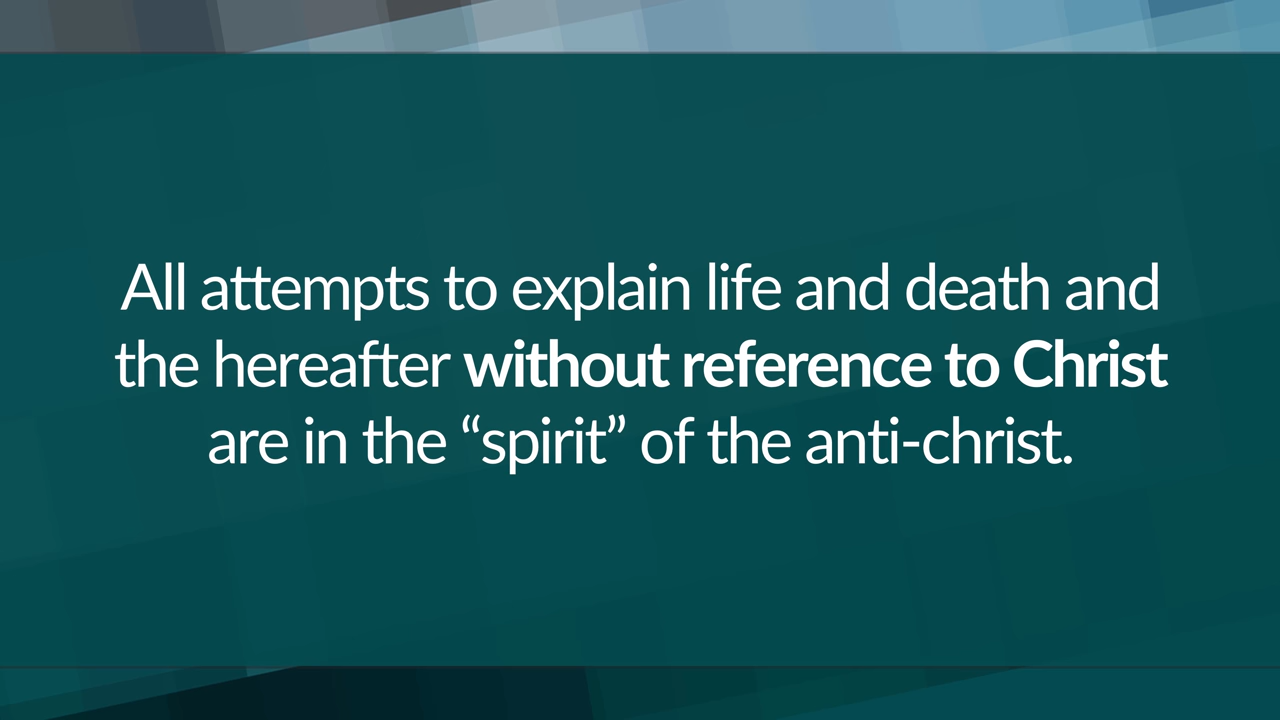 All attempts to explain life and death and
the hereafter without reference to Christ
are in the “spirit” of the anti-christ.